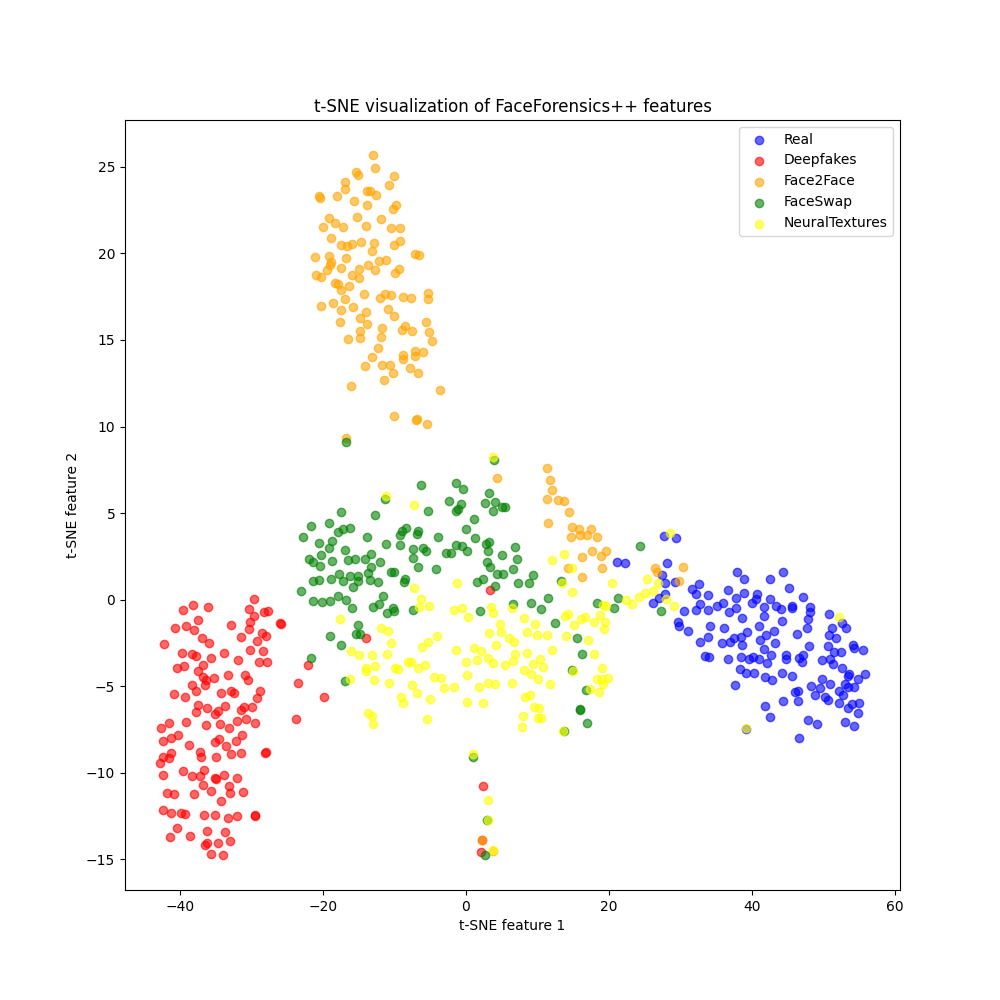 t-SNE visualization of FaceForensics++ features
Real
Deepfakes
Face2Face
FaceSwap
NeuralTextures
25
20
15
10
5
0
−5
−10
−15
t-SNE feature 2
−40
−20
0
20
40
60
t-SNE feature 1